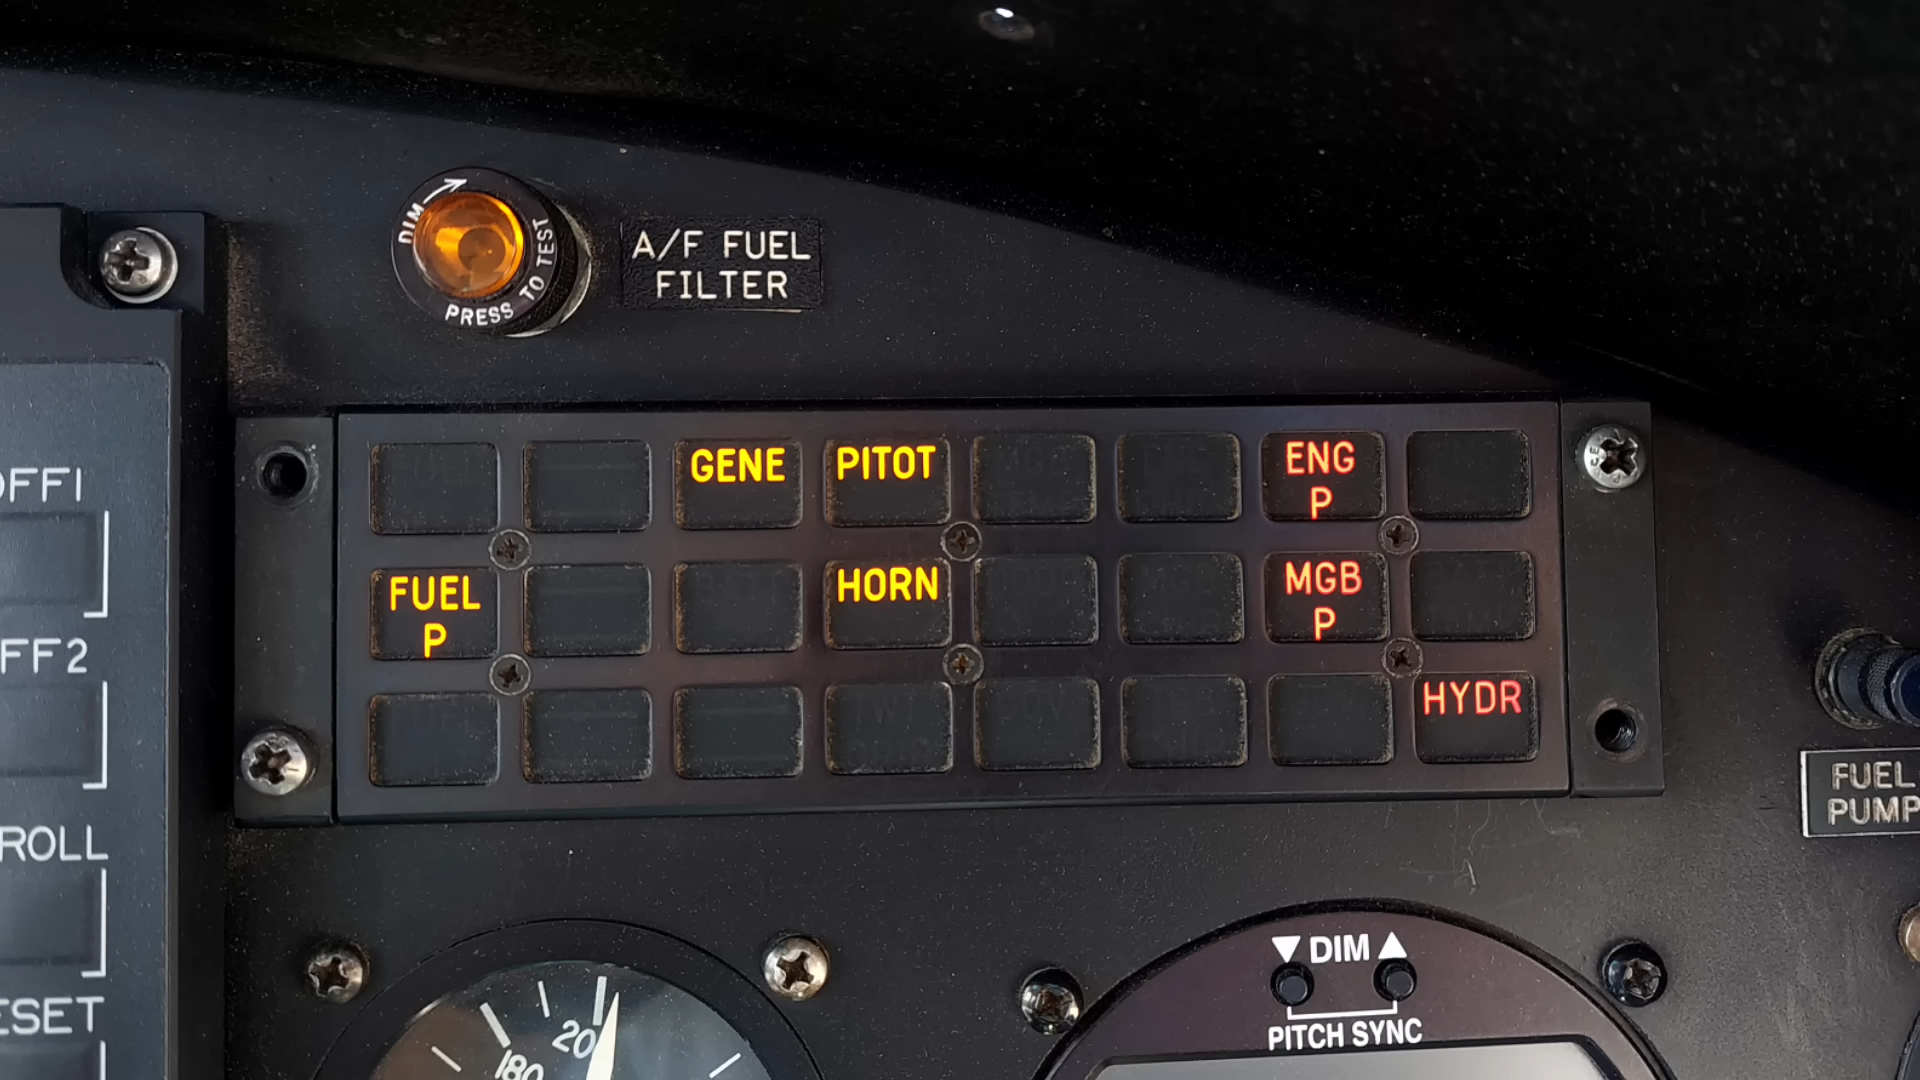 DIM
PRESS TO TEST
A/F FUEL
FILTER
OFF1
FF2
ROLL
ESET
GENE
PITOT
ENG
P
FUEL
P
HORN
MGB
P
HYDR
FUEL
PUMP
20
180
DIM
PITCH SYNC